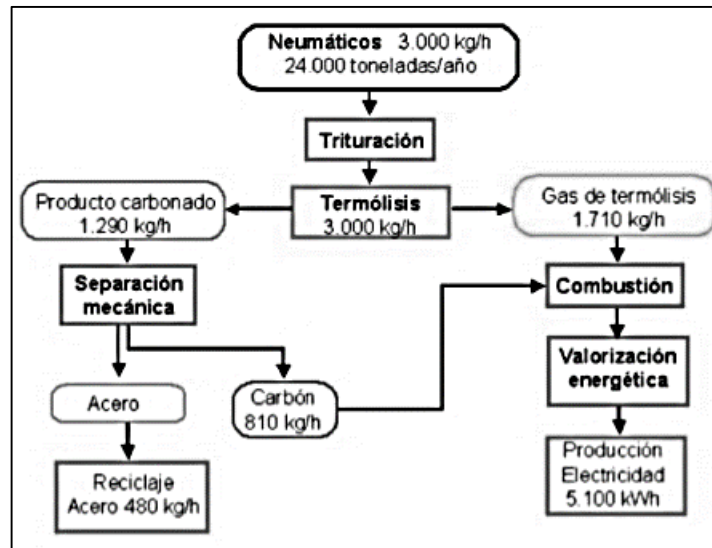 Neumáticos 3.000 kg/h
24.000 toneladas/año
Trituración
Producto carbonado
1.290 kg/h
Termólisis
3.000 kg/h
Gas de termólisis
1.710 kg/h
Separación
mecánica
Combustión
Valorización
energética
Acero
Carbón
810 kg/h
Reciclaje
Acero 480 kg/h
Producción
Electricidad
5.100 kWh